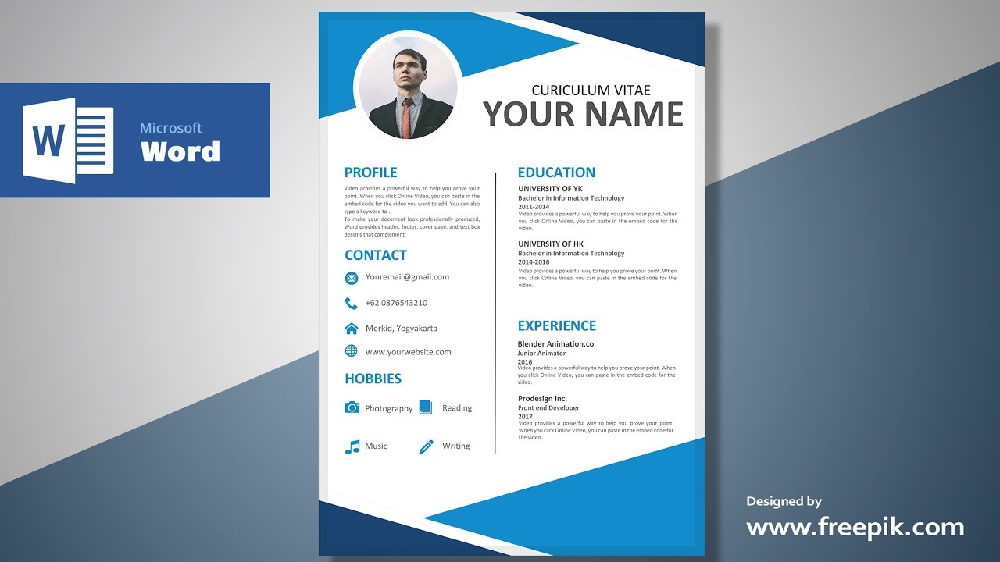 W
Microsoft
Word
CURICULUM VITAE
YOUR NAME
PROFILE
Video provides a powerful way to help you prove your
point. When you click Online Video, you can paste in the
embed code for the video you want to add. You can also
type a keyword to .
To make your document look professionally produced,
Word provides header, footer, cover page, and text box
designs that complement
CONTACT
Youremail@gmail.com
+62 0876543210
Merkid, Yogyakarta
www.yourwebsite.com
HOBBIES
Photography
Reading
Music
Writing
EDUCATION
UNIVERSITY OF YK
Bachelor in Information Technology
2011-2014
Video provides a powerful way to help you prove your point. When
you click Online Video, you can paste in the embed code for the
video.
UNIVERSITY OF HK
Bachelor in Information Technology
2014-2016
Video provides a powerful way to help you prove your point. When
you click Online Video, you can paste in the embed code for the
video.
EXPERIENCE
Blender Animation.co
Junior Animator
2016
Video provides a powerful way to help you prove your point. When
you click Online Video, you can paste in the embed code for the
video.
Prodesign Inc.
Front end Developer
2017
Video provides a powerful way to help you prove your point.
When you click Online Video, you can paste in the embed code for
the video.
Designed by
www.freepik.com